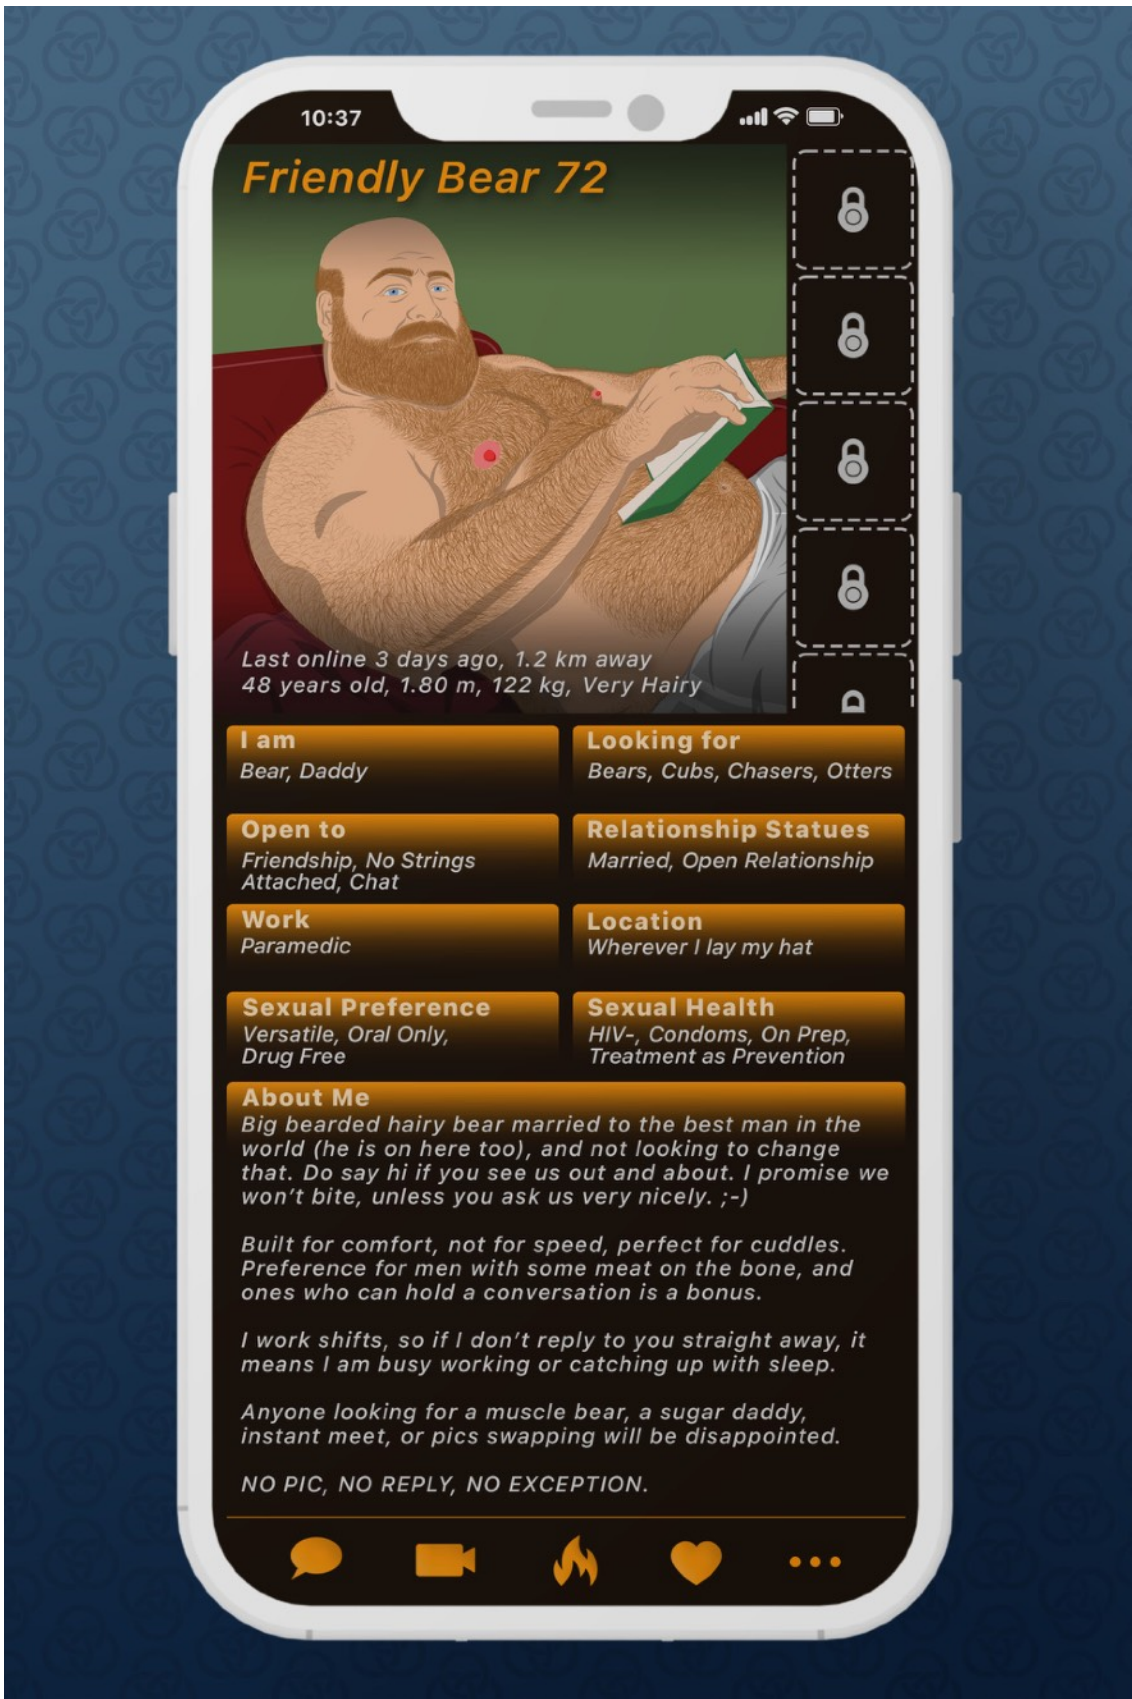 10:37
Friendly Bear 72
Last online 3 days ago, 1.2 km away
48 years old, 1.80 m, 122 kg, Very Hairy
I am
Bear, Daddy
Looking for
Bears, Cubs, Chasers, Otters
Open to
Friendship, No Strings
Attached, Chat
Relationship Statues
Married, Open Relationship
Work
Paramedic
Location
Wherever I lay my hat
Sexual Preference
Versatile, Oral Only,
Drug Free
Sexual Health
HIV-, Condoms, On Prep,
Treatment as Prevention
About Me
Big bearded hairy bear married to the best man in the
world (he is on here too), and not looking to change
that. Do say hi if you see us out and about. I promise we
won't bite, unless you ask us very nicely. ;-)
Built for comfort, not for speed, perfect for cuddles.
Preference for men with some meat on the bone, and
ones who can hold a conversation is a bonus.
I work shifts, so if I don't reply to you straight away, it
means I am busy working or catching up with sleep.
Anyone looking for a muscle bear, a sugar daddy,
instant meet, or pics swapping will be disappointed.
NO PIC, NO REPLY, NO EXCEPTION.